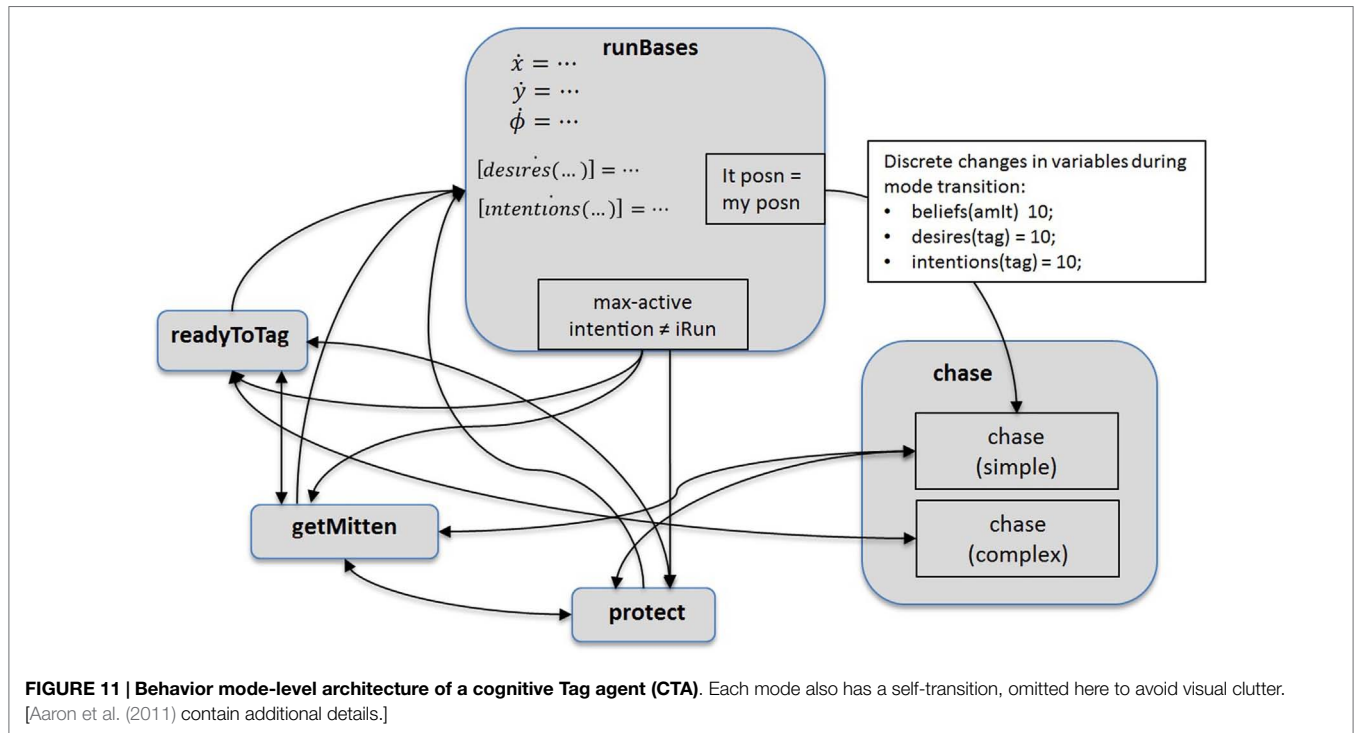 runBases
ẋ = ⋯
ẏ = ⋯
ϕ̇ = ⋯
[desıres(…)]˙ = ⋯
[ıntentıons(…)]˙ = ⋯
It posn =
my posn
max-active
intention ≠ iRun
Discrete changes in variables during
mode transition:
• beliefs(amIt) 10;
• desires(tag) = 10;
• intentions(tag) = 10;
readyToTag
chase
chase
(simple)
chase
(complex)
getMitten
protect
FIGURE 11 | Behavior mode-level architecture of a cognitive Tag agent (CTA). Each mode also has a self-transition, omitted here to avoid visual clutter.
[Aaron et al. (2011) contain additional details.]